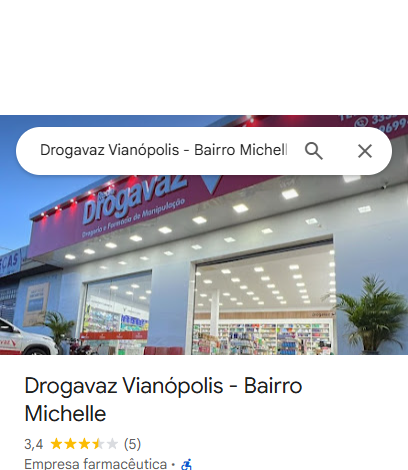 Drogavaz Vianópolis - Bairro Michell
Drogavaz
Drogaria e Farmácia de Manipulação
Drogavaz Vianópolis - Bairro
Michelle
3,4 (5)
Empresa farmacêutica ·